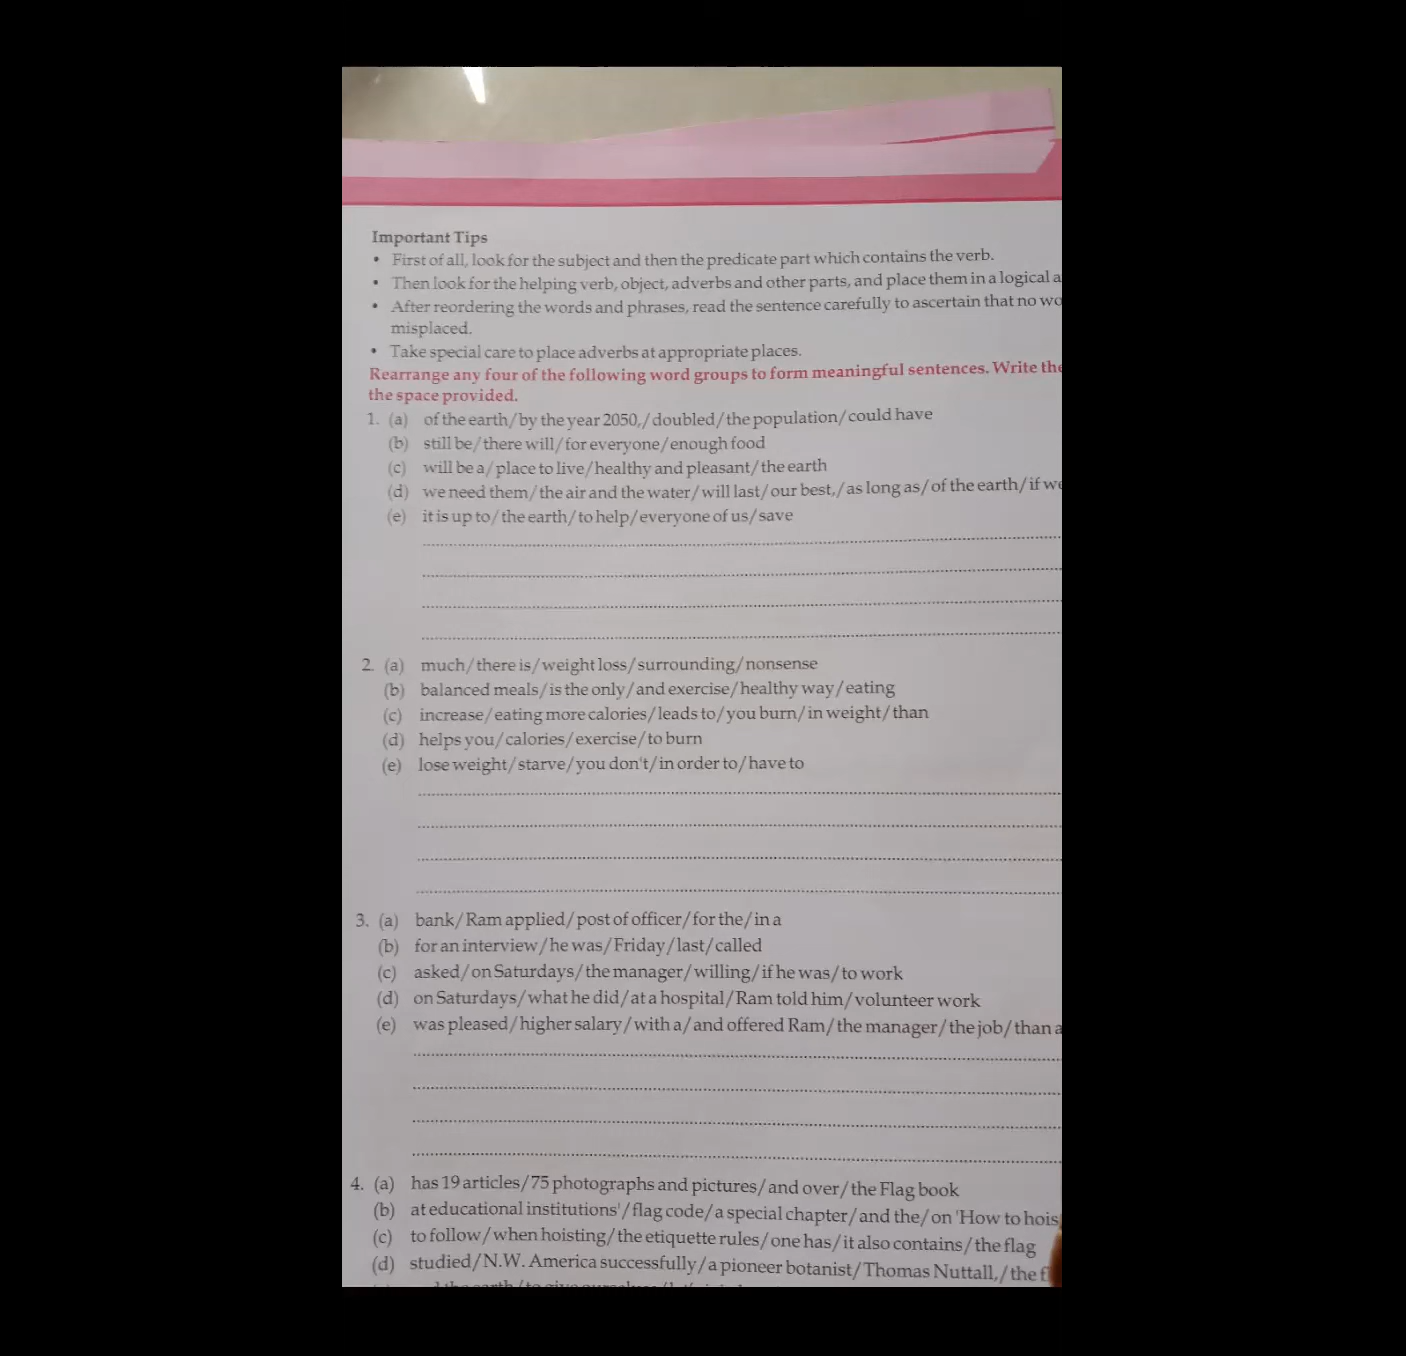 Important Tips
• First of all, look for the subject and then the predicate part which contains the verb.
• Then look for the helping verb, object, adverbs and other parts, and place them in a logical a
• After reordering the words and phrases, read the sentence carefully to ascertain that no wo
misplaced.
• Take special care to place adverbs at appropriate places.
Rearrange any four of the following word groups to form meaningful sentences. Write the
the space provided.
1. (a) of the earth/by the year 2050,/doubled/the population/could have
(b) still be/there will/for everyone/enough food
(c) will be a/place to live/healthy and pleasant/the earth
(d) we need them/the air and the water/will last/our best,/as long as/of the earth/if we
(e) it is up to/the earth/to help/everyone of us/save
2. (a) much/there is/weight loss/surrounding/nonsense
(b) balanced meals/is the only/and exercise/healthy way/eating
(c) increase/eating more calories/leads to/you burn/in weight/than
(d) helps you/calories/exercise/to burn
(e) lose weight/starve/you don't/in order to/have to
3. (a) bank/Ram applied/post of officer/for the/in a
(b) for an interview/he was/Friday/last/called
(c) asked/on Saturdays/the manager/willing/if he was/to work
(d) on Saturdays/what he did/at a hospital/Ram told him/volunteer work
(e) was pleased/higher salary/with a/and offered Ram/the manager/the job/than a
4. (a) has 19 articles/75 photographs and pictures/and over/the Flag book
(b) at educational institutions'/flag code/a special chapter/and the/on 'How to hois
(c) to follow/when hoisting/the etiquette rules/one has/it also contains/the flag
(d) studied/N.W. America successfully/a pioneer botanist/Thomas Nuttall,/the f